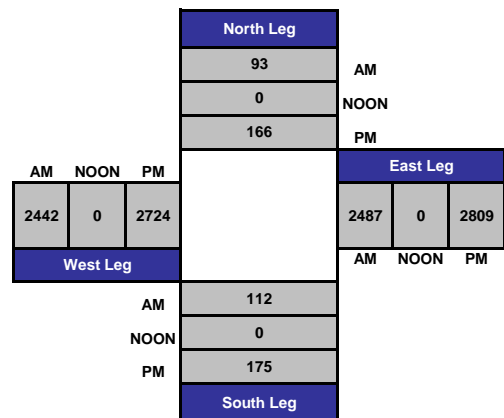 North Leg
93 AM
0 NOON
166 PM
AM NOON PM
East Leg
2442 0 2724
2487 0 2809
West Leg
AM NOON PM
AM 112
NOON 0
PM 175
South Leg